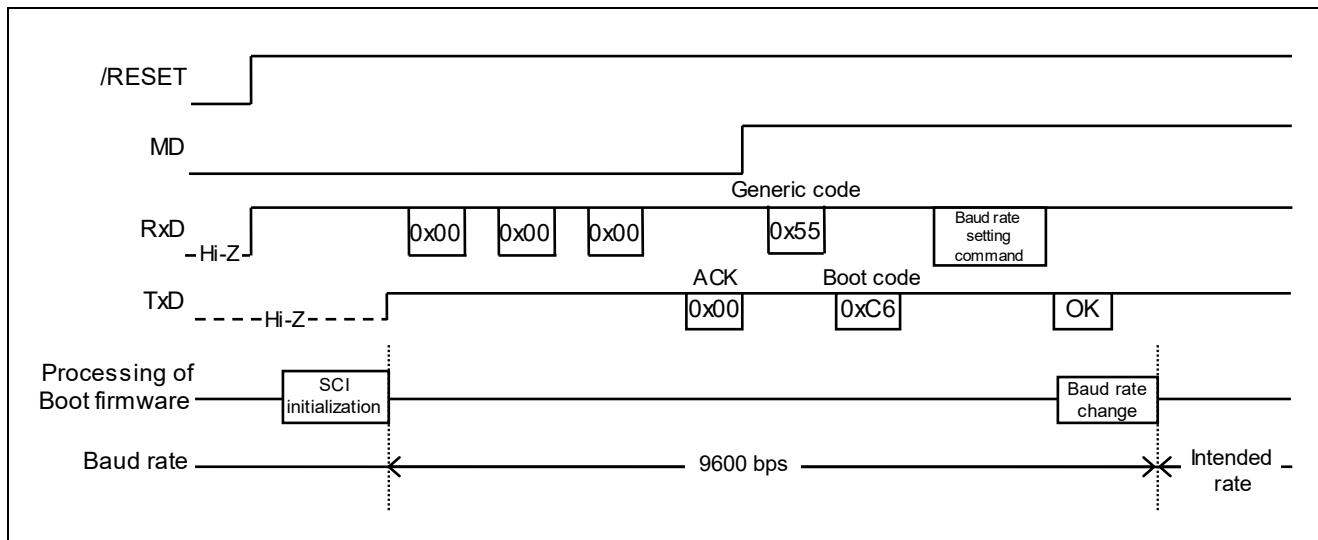 /RESET
MD
Generic code
RxD
Hi-Z
0x00
0x00
0x00
0x55
Baud rate
setting
command
ACK
Boot code
TxD
Hi-Z
0x00
0xC6
OK
Processing of
Boot firmware
SCI
initialization
Baud rate
change
Baud rate
9600 bps
Intended
rate